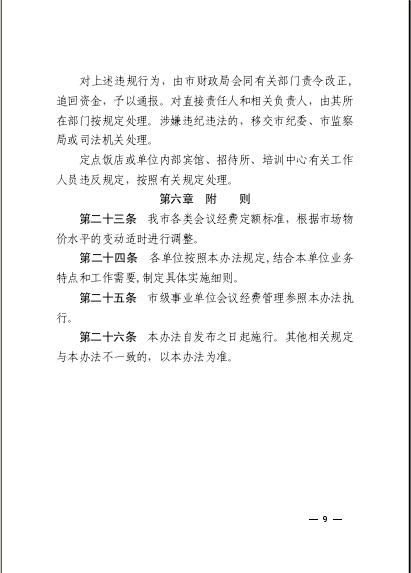 对上述违规行为，由市财政局会同有关部门责令改正，
追回资金，予以通报。对直接责任人和相关负责人，由其所
在部门按规定处理。涉嫌违纪违法的，移交市纪委、市监察
局或司法机关处理。
定点饭店或单位内部宾馆、招待所、培训中心有关工作
人员违反规定，按照有关规定处理。
第六章 附 则
第二十三条 我市各类会议经费定额标准，根据市场物
价水平的变动适时进行调整。
第二十四条 各单位按照本办法规定,结合本单位业务
特点和工作需要,制定具体实施细则。
第二十五条 市级事业单位会议经费管理参照本办法执
行。
第二十六条 本办法自发布之日起施行。其他相关规定
与本办法不一致的，以本办法为准。
— 9 —